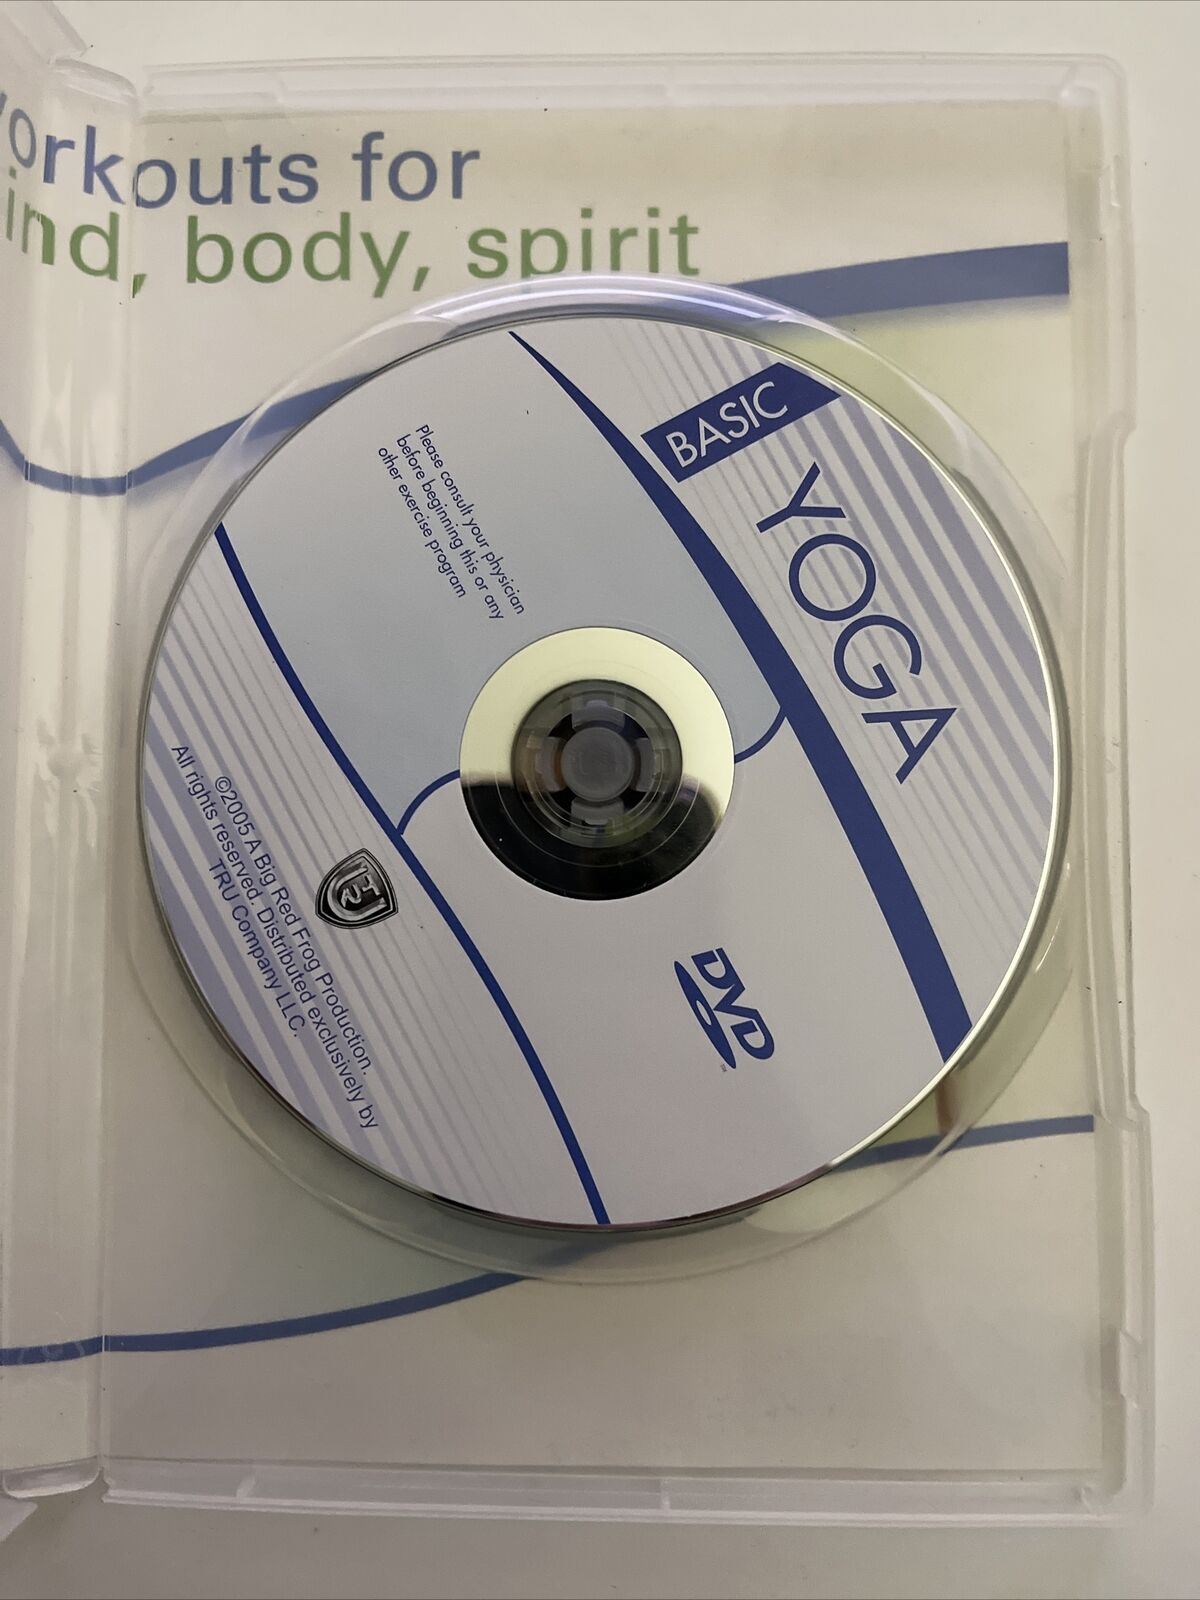 orkouts for
ind, body, spirit
BASIC
YOGA
Please consult your physician
before beginning this or any
other exercise program
DVD
©2005 A Big Red Frog Production.
All rights reserved. Distributed exclusively by
TRU Company LLC.